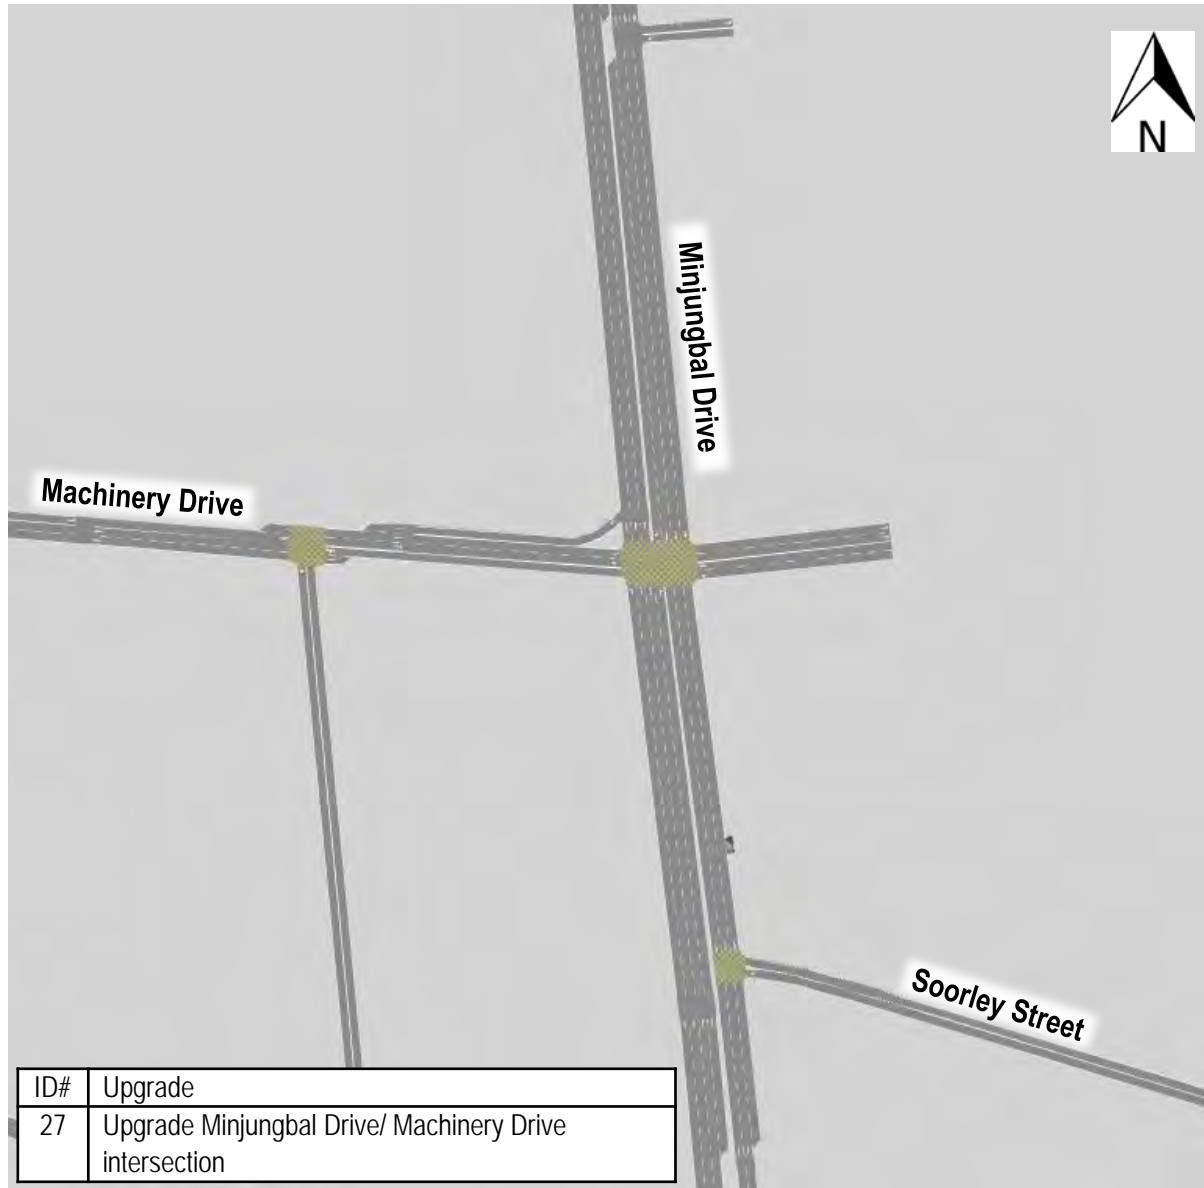 N
Minjungbal Drive
Machinery Drive
Soorley Street
ID# Upgrade
27 Upgrade Minjungbal Drive/ Machinery Drive
intersection